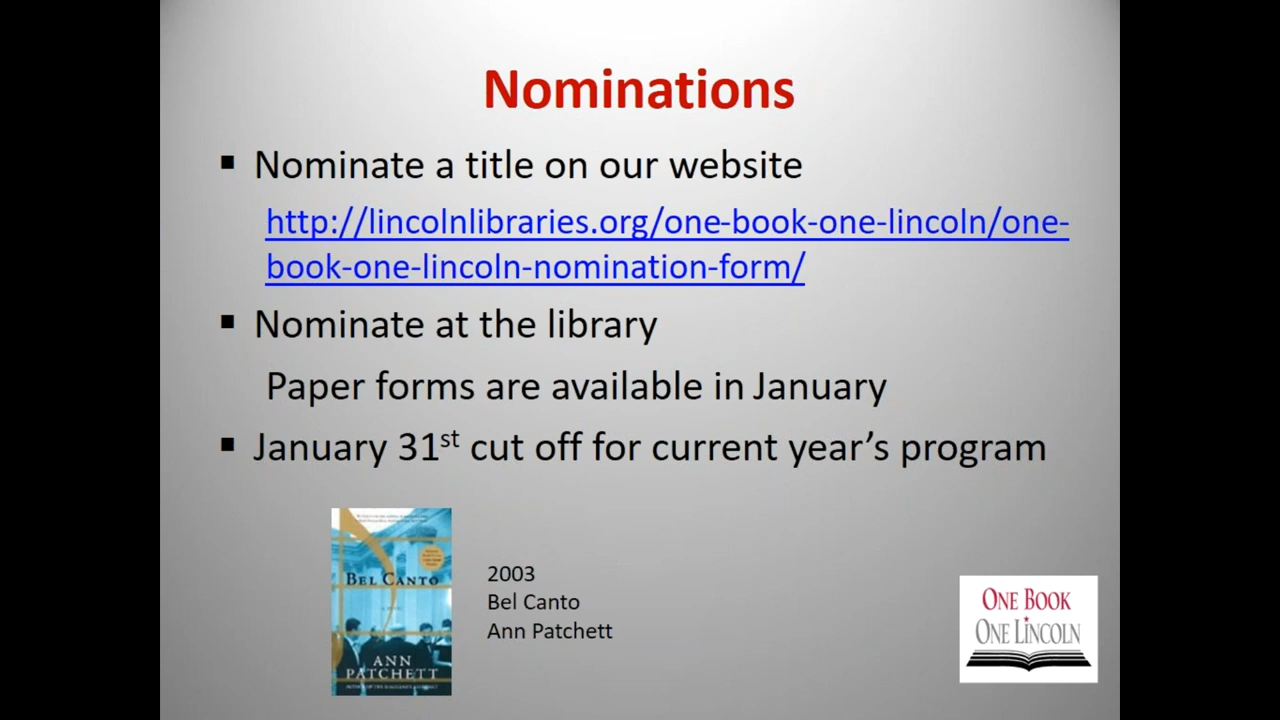 Nominations
▪ Nominate a title on our website
http://lincolnlibraries.org/one-book-one-lincoln/one-
book-one-lincoln-nomination-form/
▪ Nominate at the library
Paper forms are available in January
▪ January 31st cut off for current year’s program
BEL CANTO
ANN
PATCHETT
2003
Bel Canto
Ann Patchett
ONE BOOK
ONE LINCOLN